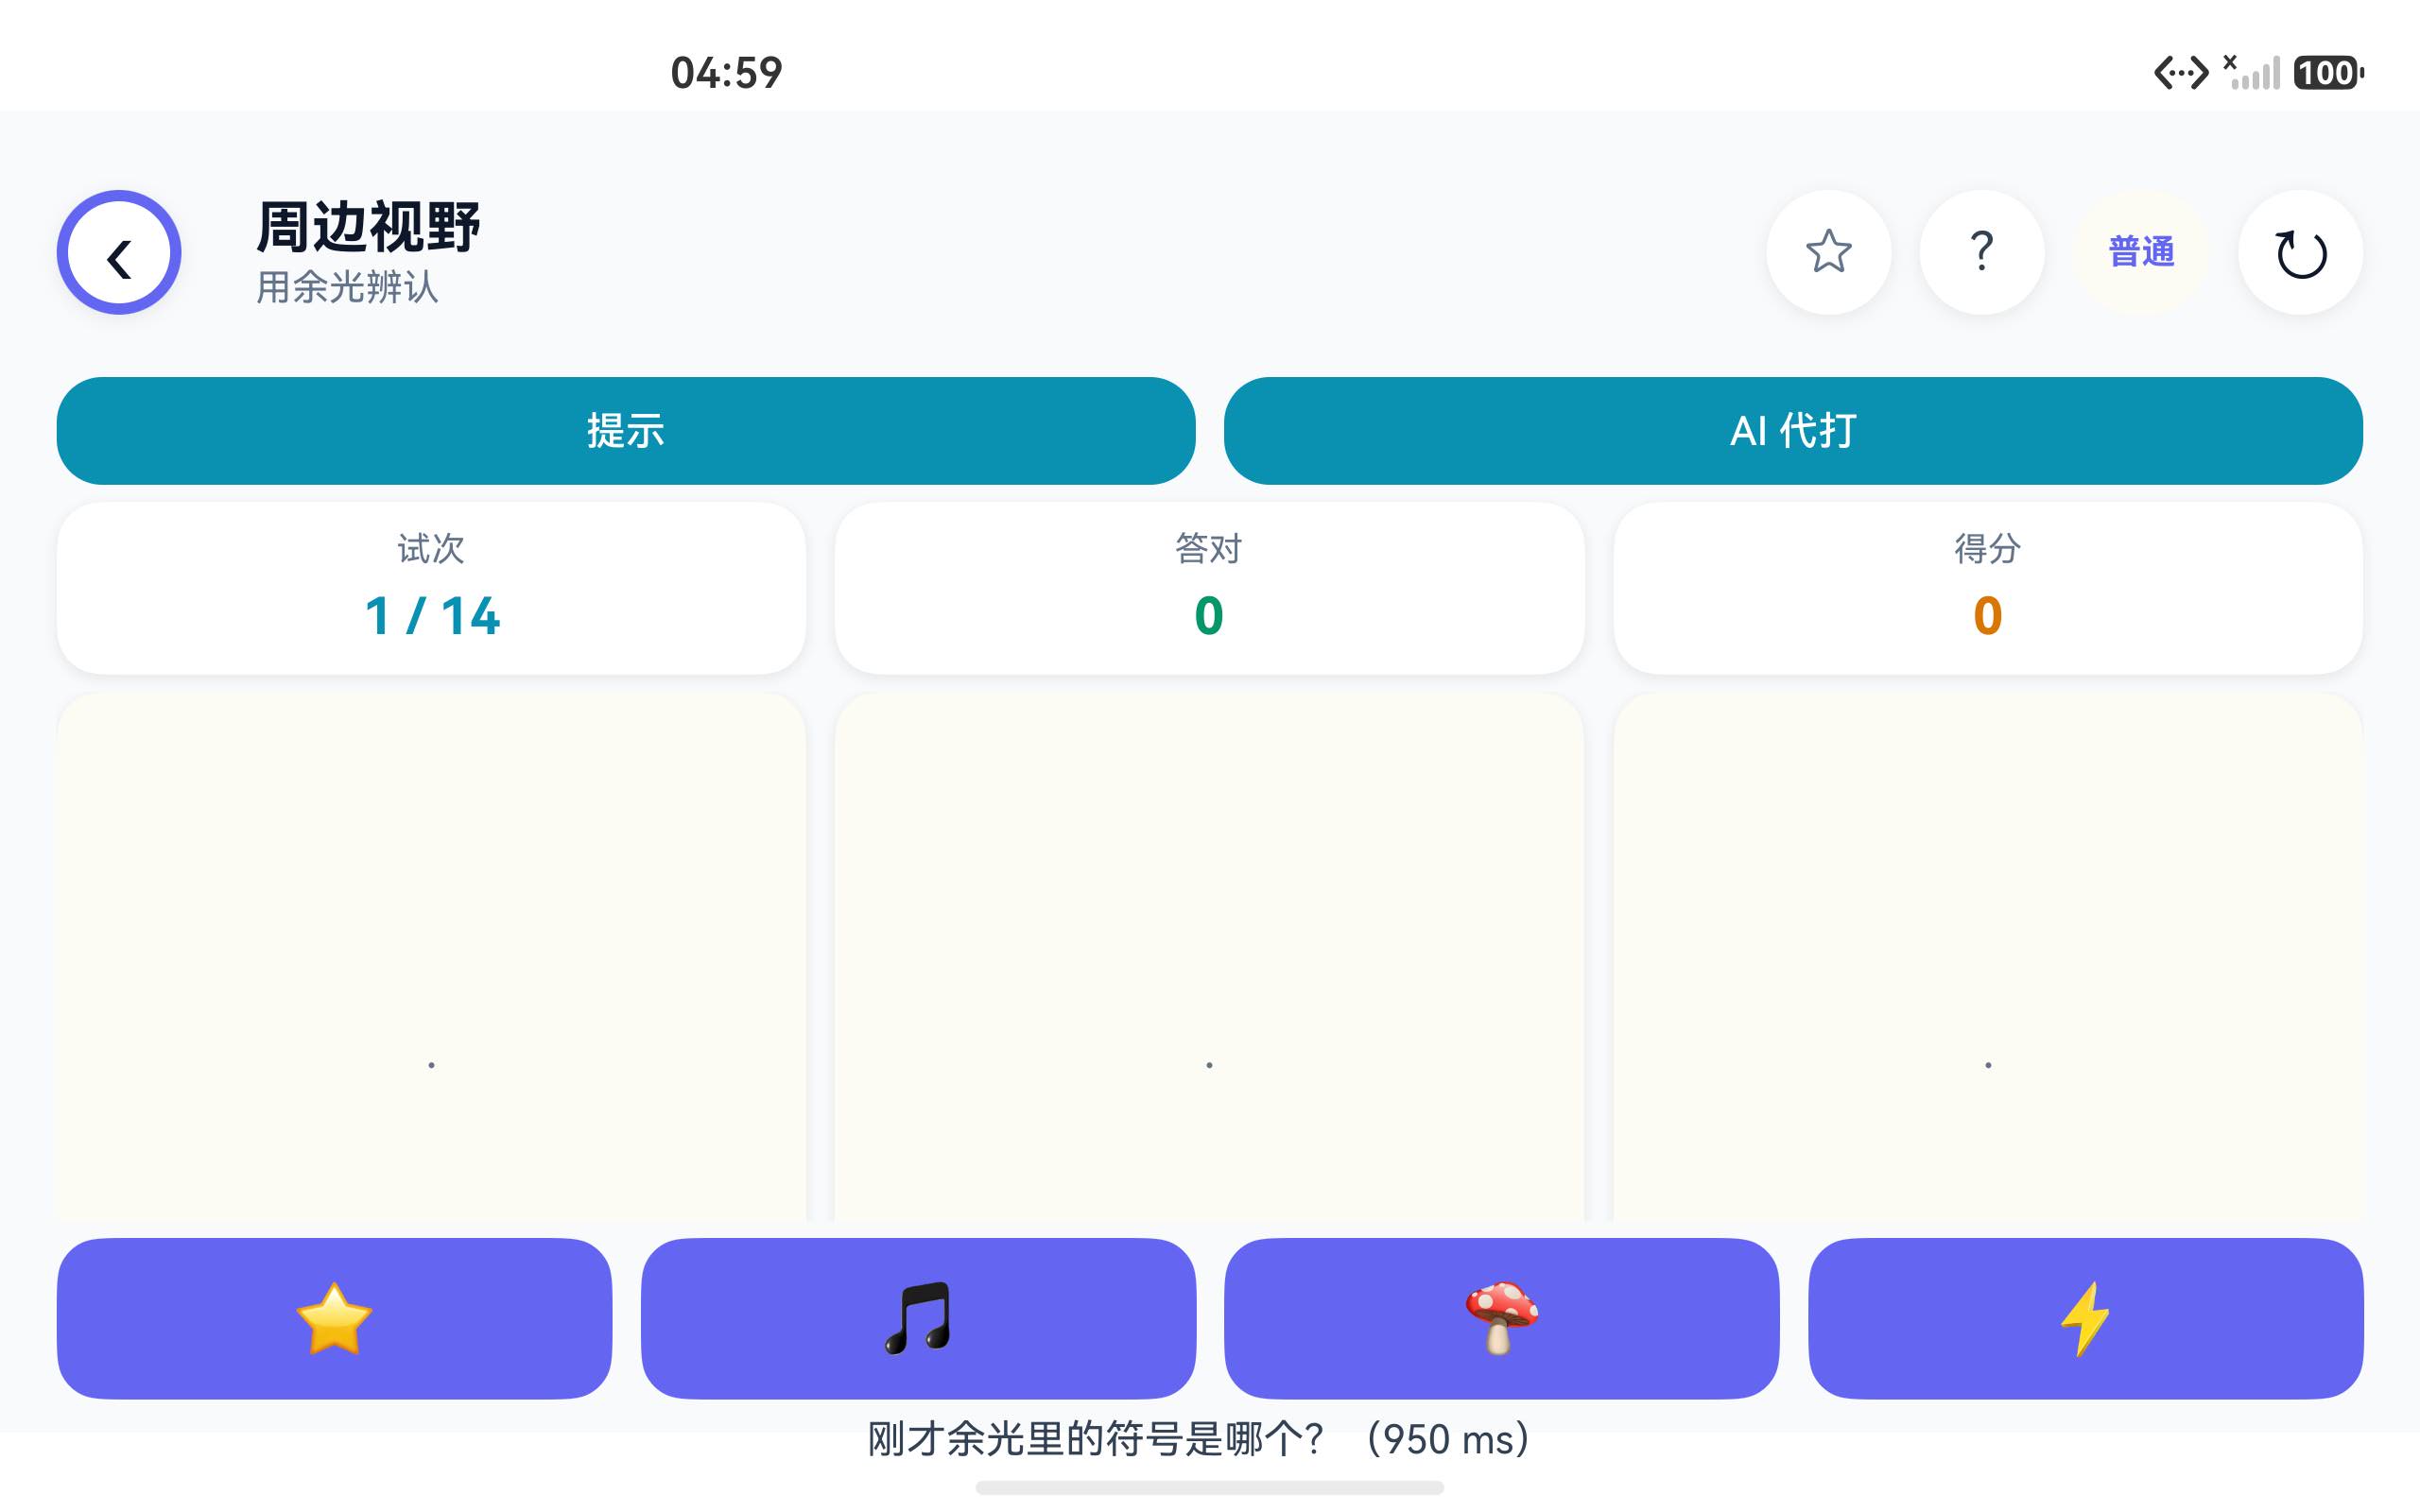 04:59
100
周边视野
用余光辨认
?
普通
提示
AI 代打
试次
1 / 14
答对
0
得分
0
刚才余光里的符号是哪个？（950 ms）